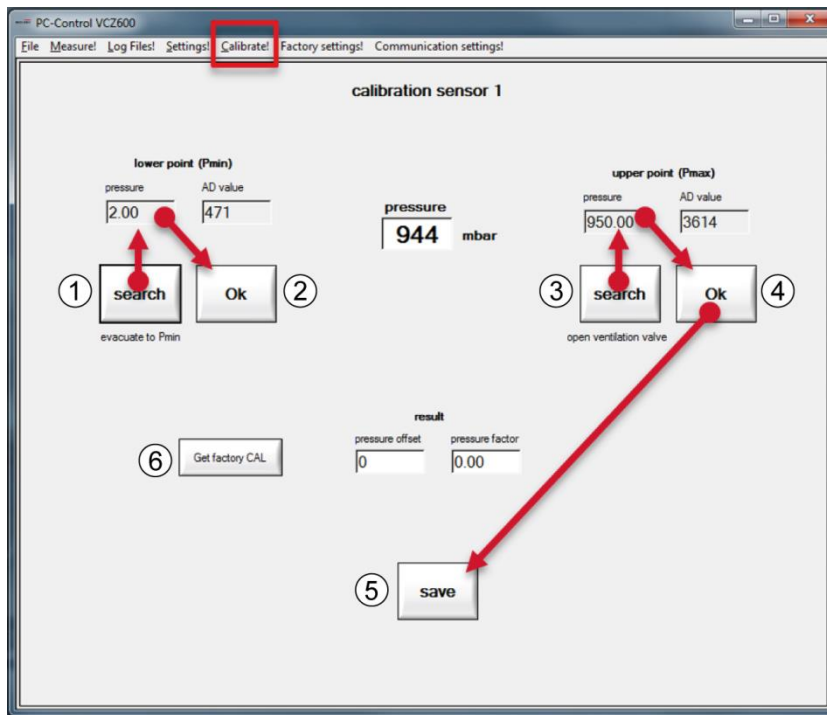 PC-Control VCZ600
File Measure! Log Files! Settings! Calibrate! Factory settings! Communication settings!
calibration sensor 1
lower point (Pmin)
pressure AD value
2.00 471
1 search Ok 2
evacuate to Pmin
pressure
944 mbar
upper point (Pmax)
pressure AD value
950.00 3614
3 search Ok 4
open ventilation valve
result
pressure offset pressure factor
6 Get factory CAL 0 0.00
5 save